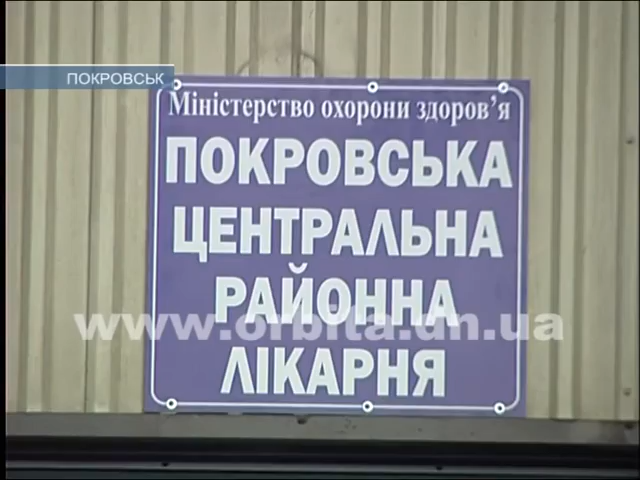 ПОКРОВСЬК
Міністерство охорони здоров’я
ПОКРОВСЬКА
ЦЕНТРАЛЬНА
РАЙОННА
www.orbita.dn.ua
ЛІКАРНЯ